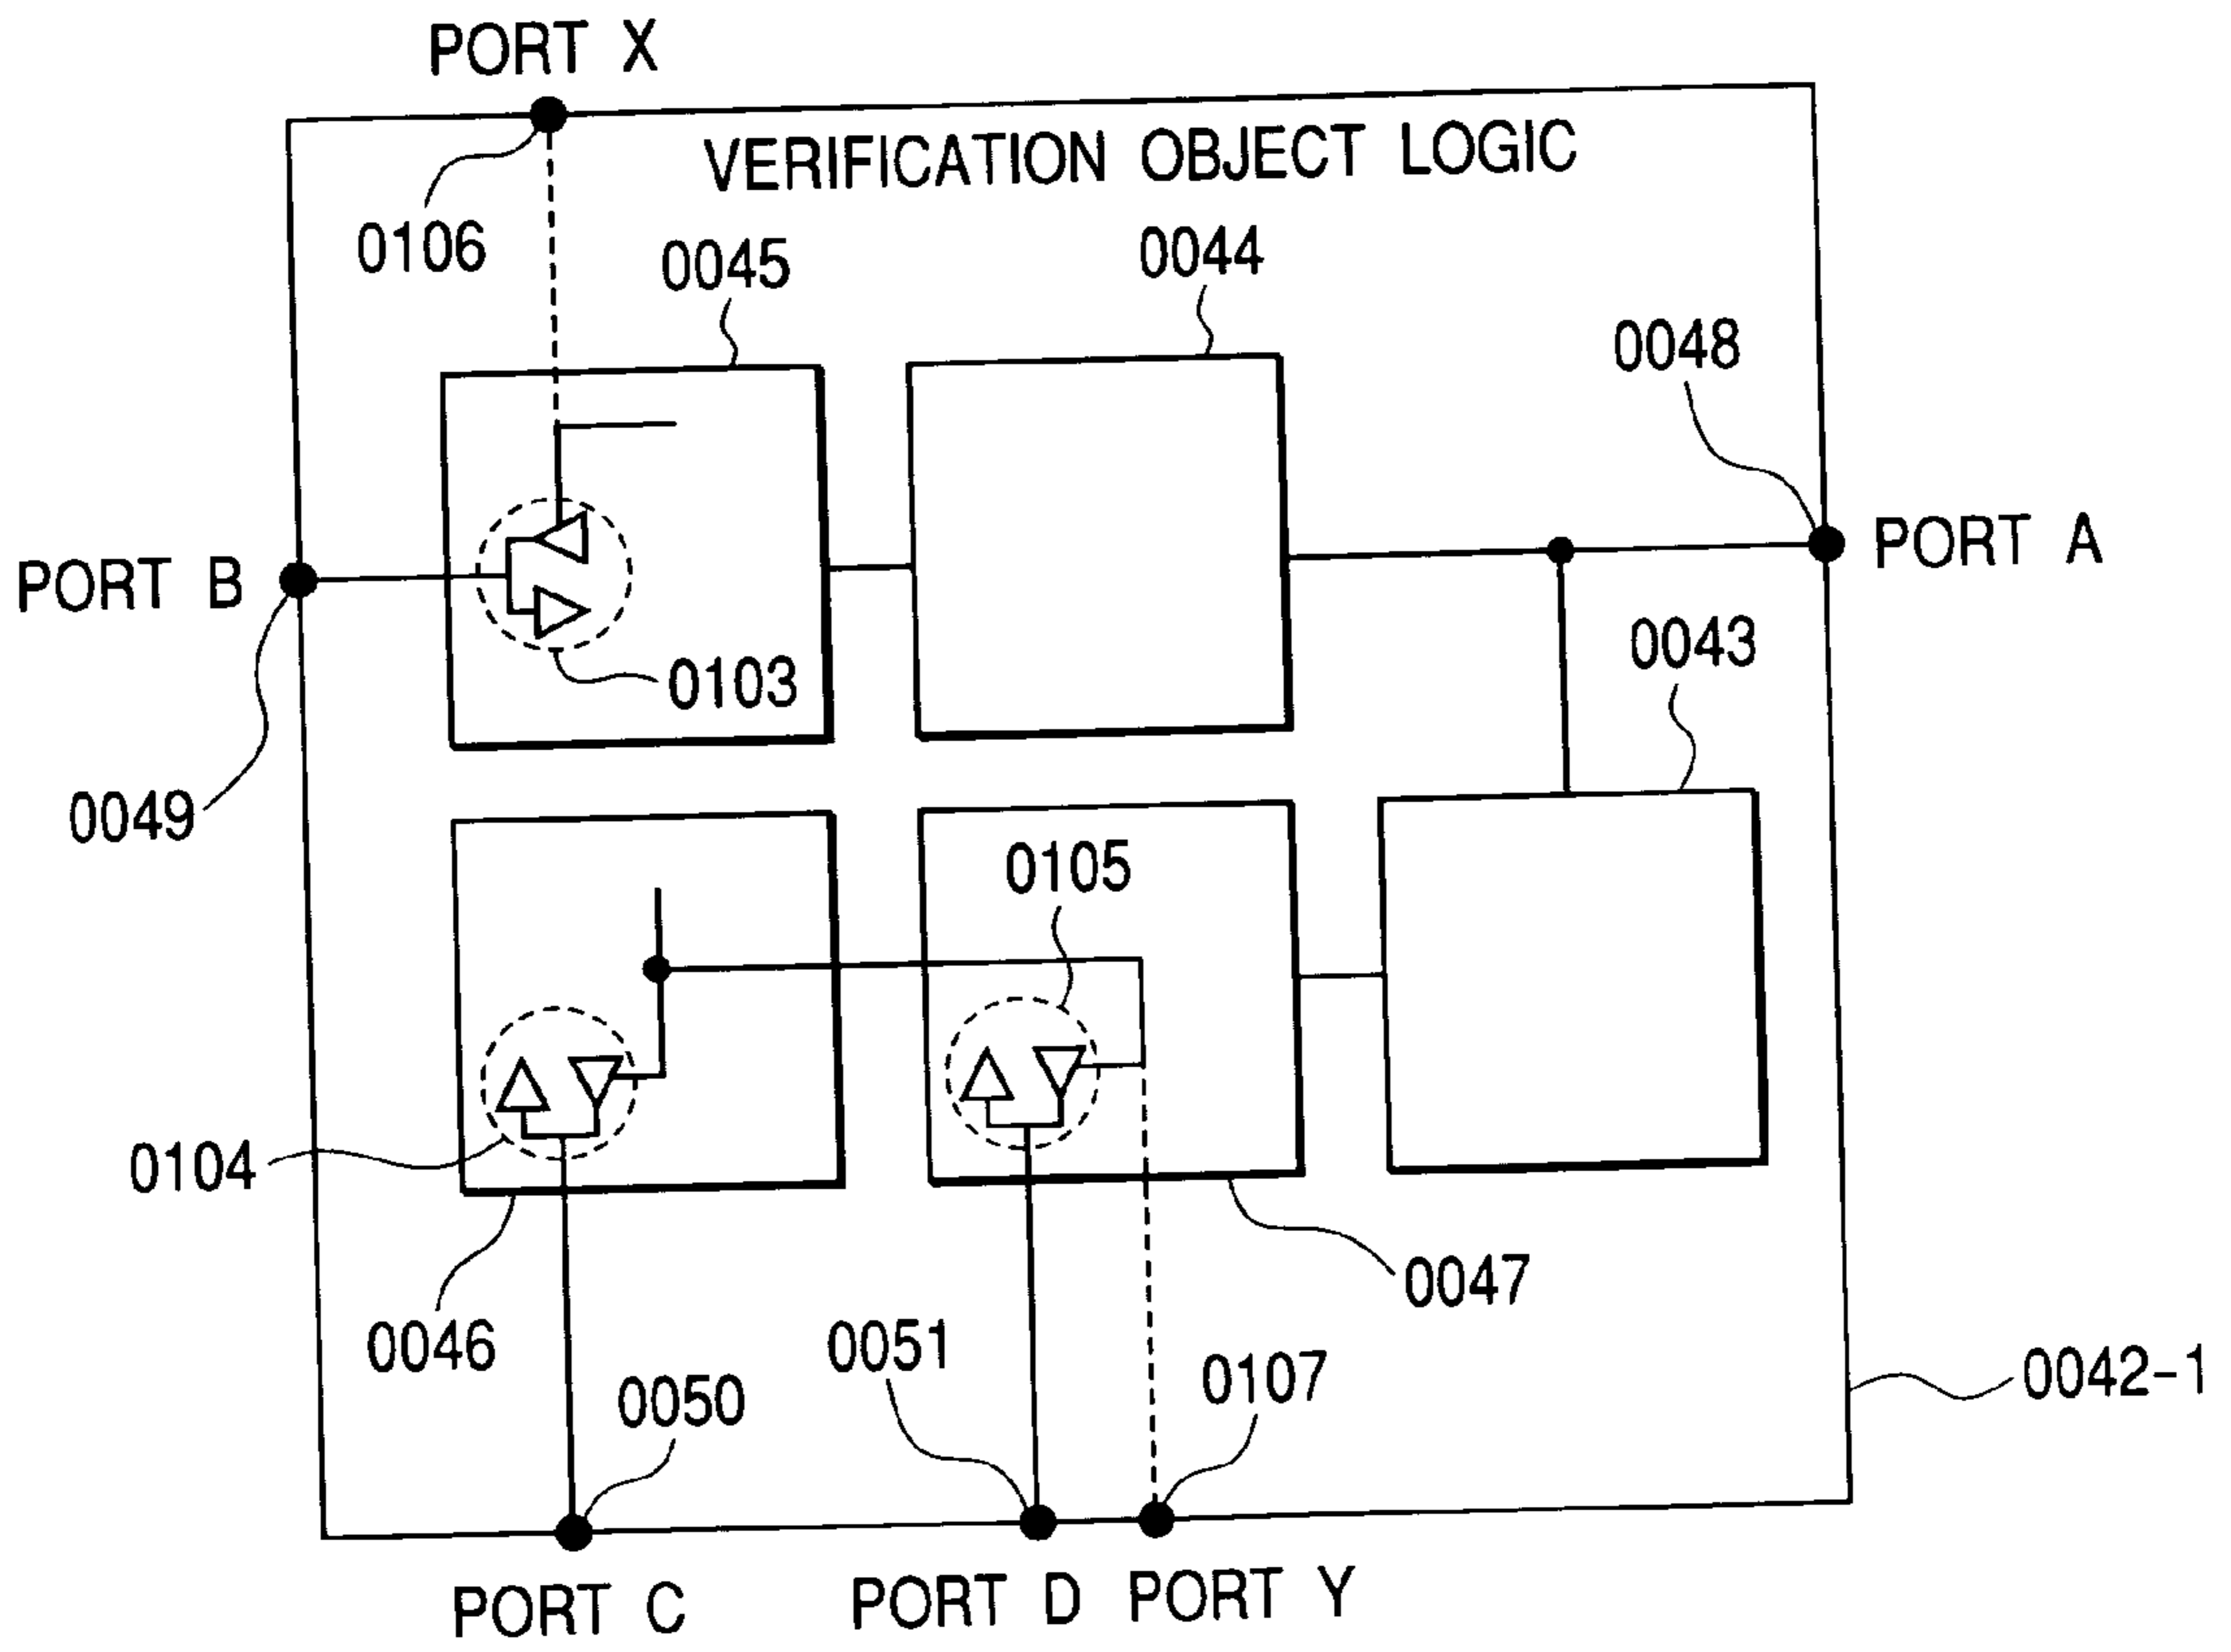 PORT X
VERIFICATION OBJECT LOGIC
0106
0045
0044
0048
PORT B
PORT A
0103
0043
0049
0105
0104
0047
0046
0051
0107
0042-1
0050
PORT C
PORT D
PORT Y